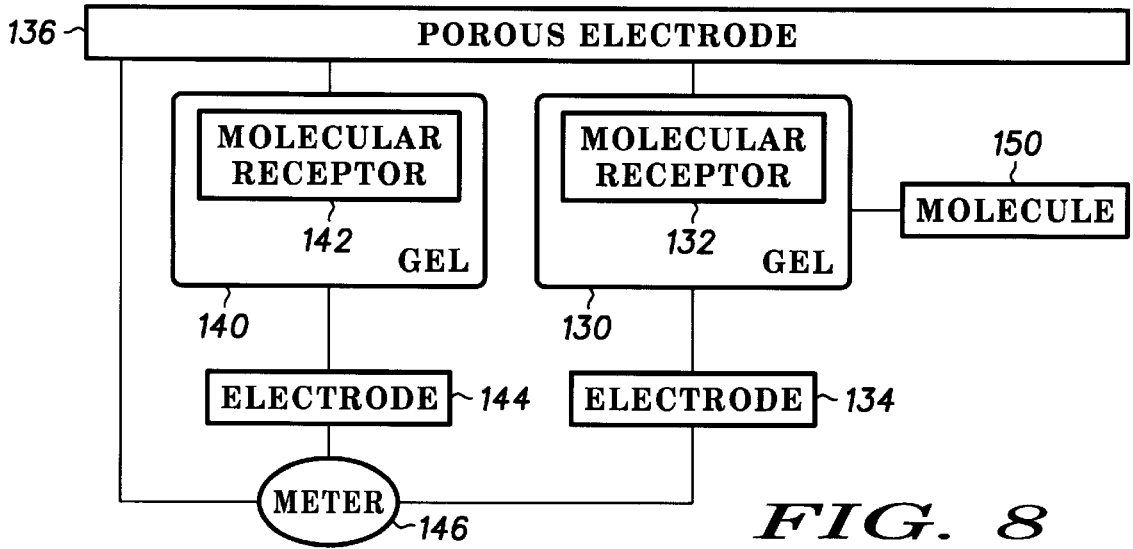 136
POROUS ELECTRODE
MOLECULAR
RECEPTOR
142
GEL
140
MOLECULAR
RECEPTOR
132
GEL
130
150
MOLECULE
ELECTRODE
144
ELECTRODE
134
METER
146
FIG. 8